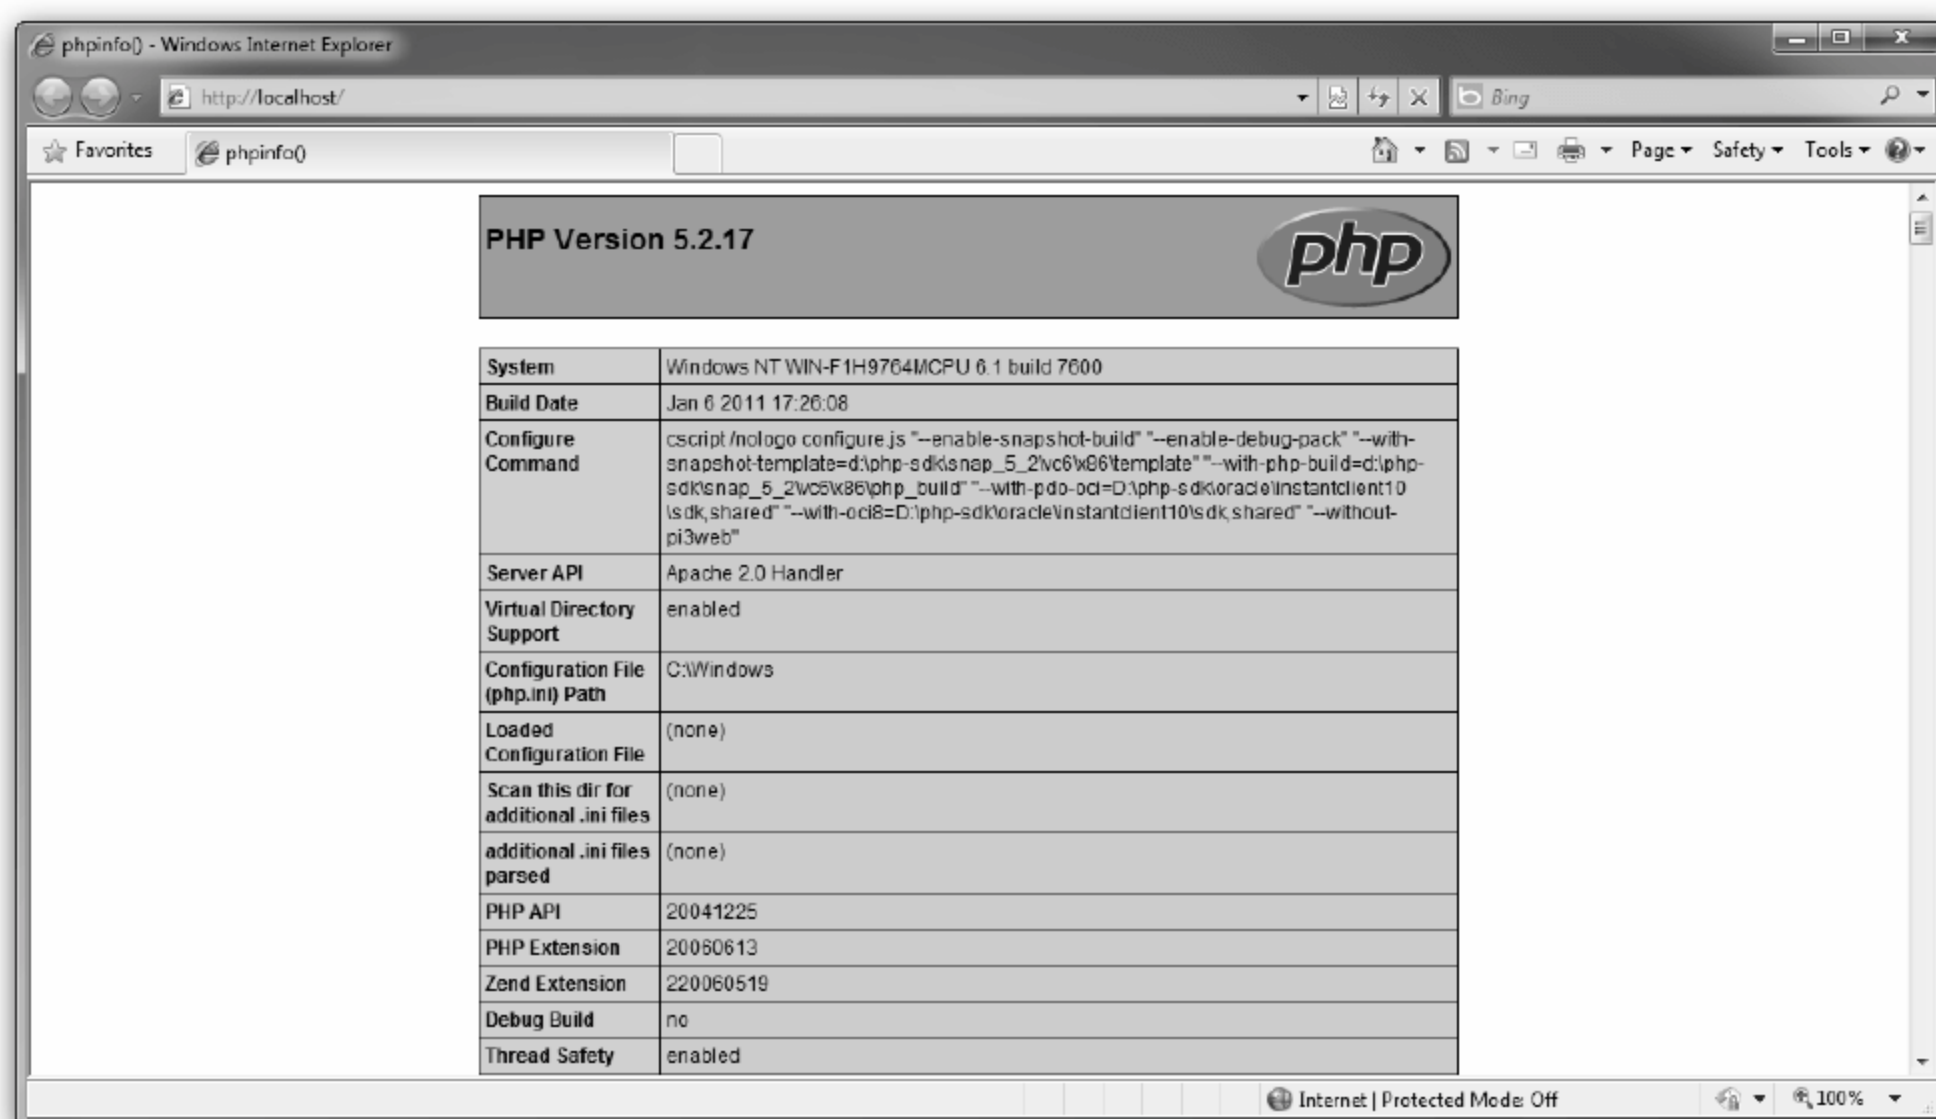 phpinfo() - Windows Internet Explorer
http://localhost/
Bing
Favorites
phpinfo()
Page
Safety
Tools
PHP Version 5.2.17
php
System
Windows NT WIN-F1H9764MCPU 6.1 build 7600
Build Date
Jan 6 2011 17:26:08
Configure
Command
cscript /nologo configure.js "--enable-snapshot-build" "--enable-debug-pack" "--with-
snapshot-template=d:\php-sdk\snap_5_2\vc6\x86\template" "--with-php-build=d:\php-
sdk\snap_5_2\vc6\x86\php_build" "--with-pdo-oci=D:\php-sdk\oracle\instantclient10
\sdk,shared" "--with-oci8=D:\php-sdk\oracle\instantclient10\sdk,shared" "--without-
pi3web"
Server API
Apache 2.0 Handler
Virtual Directory
Support
enabled
Configuration File
(php.ini) Path
C:\Windows
Loaded
Configuration File
(none)
Scan this dir for
additional .ini files
(none)
additional .ini files
parsed
(none)
PHP API
20041225
PHP Extension
20060613
Zend Extension
220060519
Debug Build
no
Thread Safety
enabled
Internet | Protected Mode: Off
100%